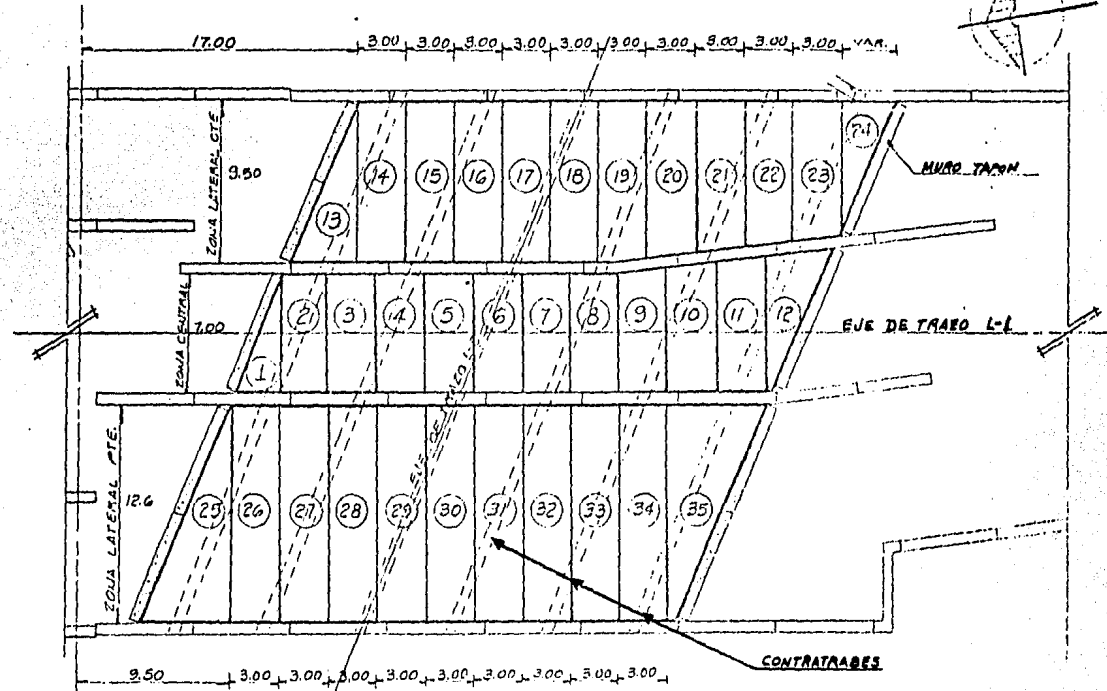 17.00 3.00 3.00 3.00 3.00 3.00 3.00 3.00 3.00 3.00 3.00 VAR.
ZONA LATERAL OTE
9.50
14 15 16 17 18 19 20 21 22 23 24
13
MURO TAPON
ZONA CENTRAL
7.00
21 3 14 5 6 7 8 9 10 11 12
1
EJE DE TRAZO L-L
EJE DE TRAZO
ZONA LATERAL PTE.
12.6
25 26 27 28 29 30 31 32 33 34 35
CONTRATRABES
9.50 3.00 3.00 3.00 3.00 3.00 3.00 3.00 3.00 3.00